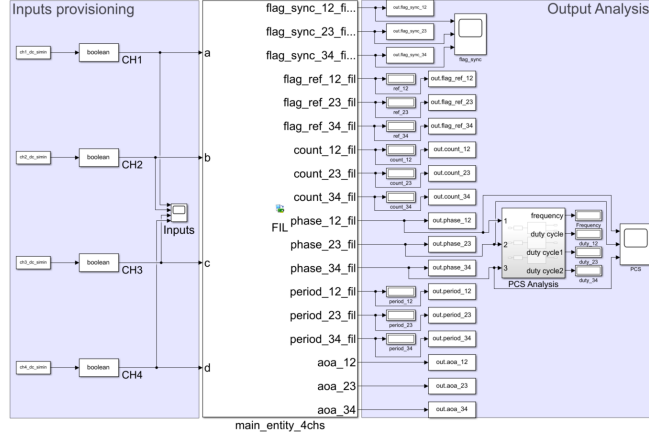 Inputs provisioning
Output Analysis
ch1_dc_simin
boolean
CH1
ch2_dc_simin
boolean
CH2
ch3_dc_simin
boolean
CH3
ch4_dc_simin
boolean
CH4
Inputs
a
b
c
d
FIL
main_entity_4chs
flag_sync_12_fi...
out.flag_sync_12
flag_sync_23_fi...
out.flag_sync_23
flag_sync_34_fi...
out.flag_sync_34
flag_sync
flag_ref_12_fil
ref_12
out.flag_ref_12
flag_ref_23_fil
ref_23
out.flag_ref_23
flag_ref_34_fil
ref_34
out.flag_ref_34
count_12_fil
count_12
out.count_12
count_23_fil
count_23
out.count_23
count_34_fil
count_34
out.count_34
phase_12_fil
out.phase_12
phase_23_fil
out.phase_23
phase_34_fil
out.phase_34
period_12_fil
period_12
out.period_12
period_23_fil
period_23
out.period_23
period_34_fil
period_34
out.period_34
aoa_12
out.aoa_12
aoa_23
out.aoa_23
aoa_34
out.aoa_34
1
2
3
frequency
duty cycle
duty cycle1
duty cycle2
PCS Analysis
Frequency
duty_12
duty_23
duty_34
PCS